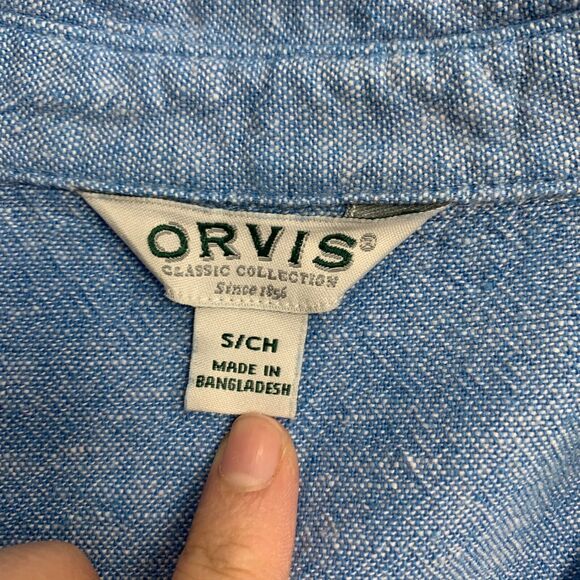 ORVIS®
CLASSIC COLLECTION
Since 1856
S/CH
MADE IN
BANGLADESH